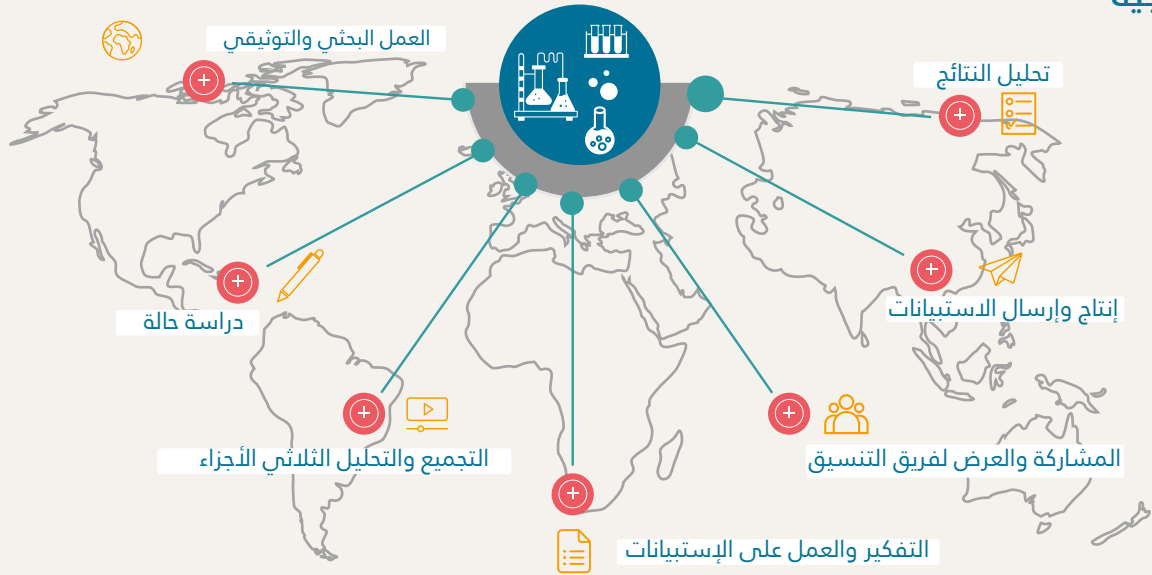 العمل البحثي والتوثيقي
تحليل النتائج
دراسة حالة
إنتاج وإرسال الاستبيانات
التجميع والتحليل الثلاثي الأجزاء
المشاركة والعرض لفريق التنسيق
التفكير والعمل على الإستبيانات